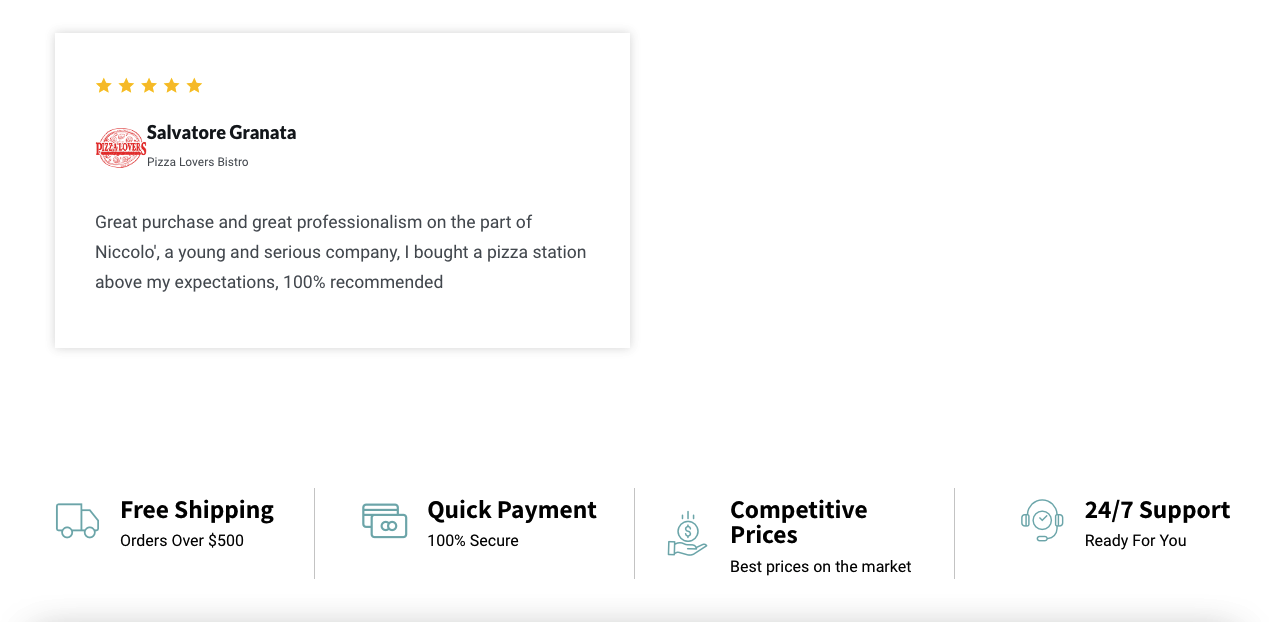 PIZZA LOVERS
Salvatore Granata
Pizza Lovers Bistro
Great purchase and great professionalism on the part of
Niccolo', a young and serious company, I bought a pizza station
above my expectations, 100% recommended
Free Shipping
Orders Over $500
Quick Payment
100% Secure
Competitive
Prices
Best prices on the market
24/7 Support
Ready For You